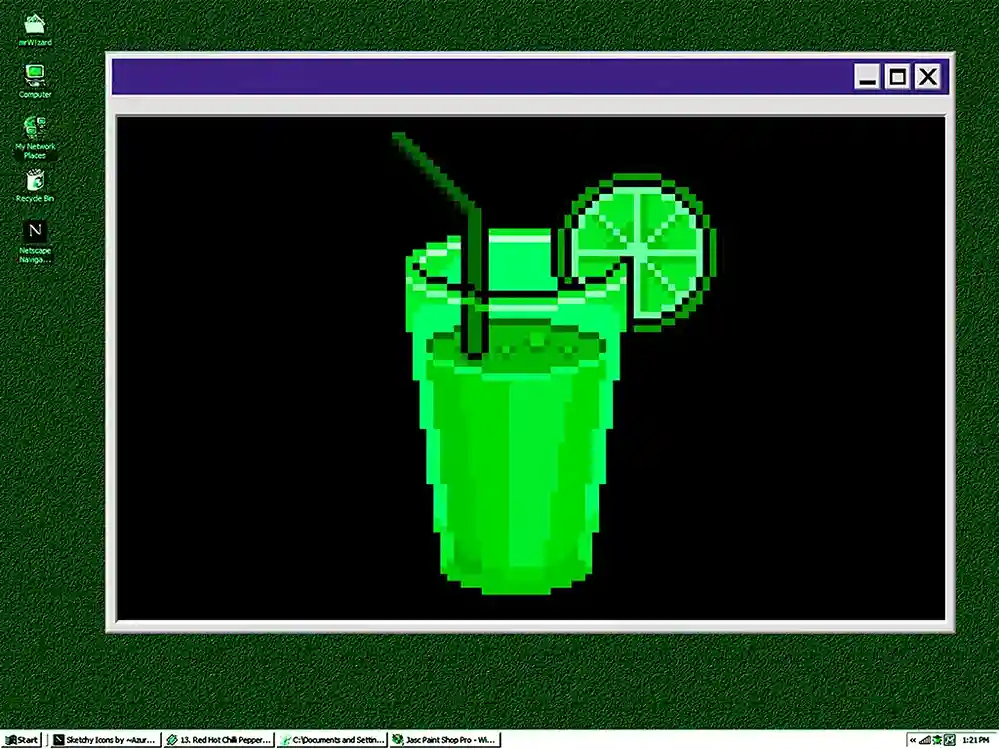 mrWizard
Computer
My Network
Places
Recycle Bin
N
Netscape
Naviga...
Start
Sketchy Icons by ~Azur...
13. Red Hot Chili Pepper...
C:\Documents and Settin...
Jasc Paint Shop Pro - Wi...
1:21 PM